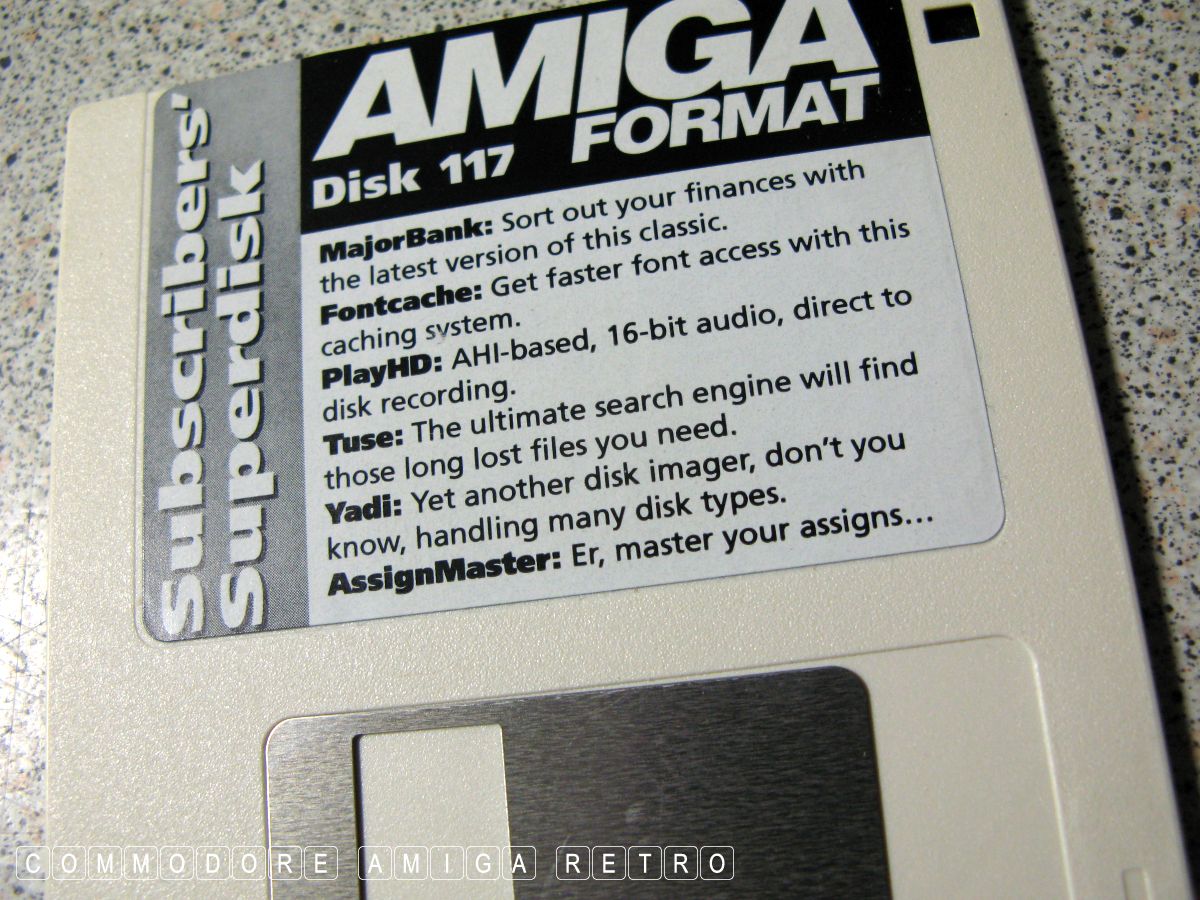 Subscribers'
Superdisk
AMIGA
FORMAT
Disk 117
MajorBank: Sort out your finances with
the latest version of this classic.
Fontcache: Get faster font access with this
caching system.
PlayHD: AHI-based, 16-bit audio, direct to
disk recording.
Tuse: The ultimate search engine will find
those long lost files you need.
Yadi: Yet another disk imager, don't you
know, handling many disk types.
AssignMaster: Er, master your assigns...
COMMODORE AMIGA RETRO